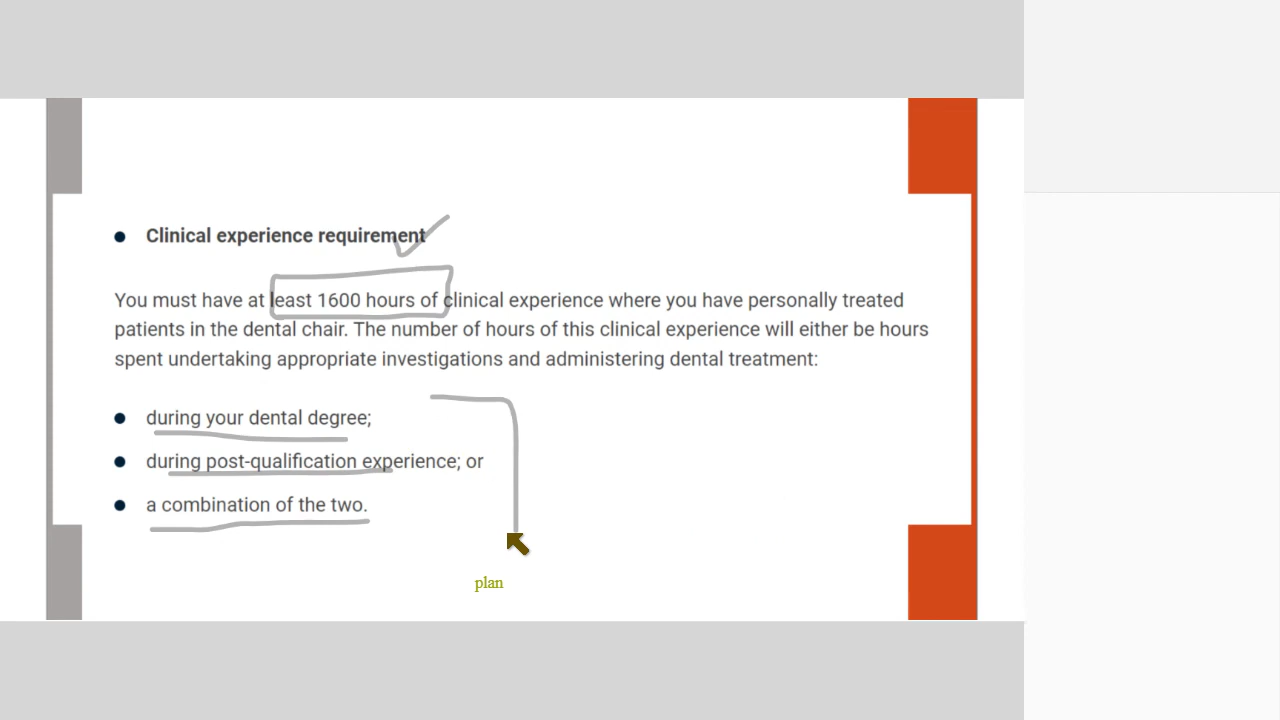 Clinical experience requirement
You must have at least 1600 hours of clinical experience where you have personally treated
patients in the dental chair. The number of hours of this clinical experience will either be hours
spent undertaking appropriate investigations and administering dental treatment:
during your dental degree;
during post-qualification experience; or
a combination of the two.
plan